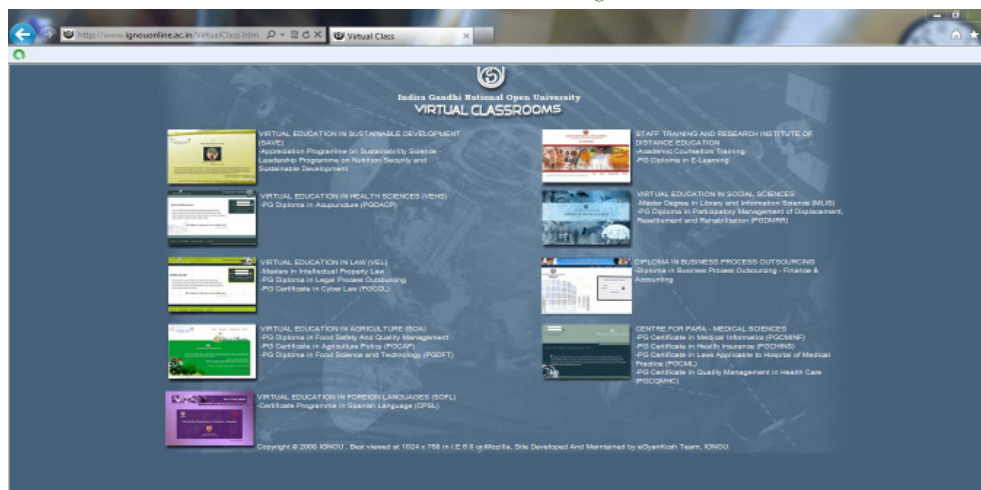 http://www.ignouonline.ac.in/VirtualClass.htm
Virtual Class
Indira Gandhi National Open University
VIRTUAL CLASSROOMS
VIRTUAL EDUCATION IN SUSTAINABLE DEVELOPMENT
(SAVE)
-Appreciation Programme on Sustainability Science -
Leadership Programme on Nutrition Security and
Sustainable Development
VIRTUAL EDUCATION IN HEALTH SCIENCES (VEHS)
-PG Diploma in Acupuncture (PGDACP)
VIRTUAL EDUCATION IN LAW (VEL)
-Masters in Intellectual Property Law
-PG Diploma in Legal Process Outsourcing
-PG Certificate in Cyber Law (PGCCL)
VIRTUAL EDUCATION IN AGRICULTURE (SOA)
-PG Diploma in Food Safety And Quality Management
-PG Certificate in Agriculture Policy (PGCAP)
-PG Diploma in Food Science and Technology (PGDFT)
VIRTUAL EDUCATION IN FOREIGN LANGUAGES (SOFL)
-Certificate Programme in Spanish Language (CPSL)
STAFF TRAINING AND RESEARCH INSTITUTE OF
DISTANCE EDUCATION
-Academic Counsellors Training
-PG Diploma in E-Learning
VIRTUAL EDUCATION IN SOCIAL SCIENCES
-Master Degree in Library and Information Science (MLIS)
-PG Diploma in Participatory Management of Displacement,
Resettlement and Rehabilitation (PGDMRR)
DIPLOMA IN BUSINESS PROCESS OUTSOURCING
-Diploma in Business Process Outsourcing - Finance &
Accounting
CENTRE FOR PARA - MEDICAL SCIENCES
-PG Certificate in Medical Informatics (PGCMINF)
-PG Certificate in Health Insurance (PGCHINS)
-PG Certificate in Laws Applicable to Hospital of Medical
Practice (PGCML)
-PG Certificate in Quality Management in Health Care
(PGCQMHC)
Copyright © 2008 IGNOU . Best viewed at 1024 x 768 in I.E 6.0 or Mozilla, Site Developed And Maintained by eGyanKosh Team, IGNOU.